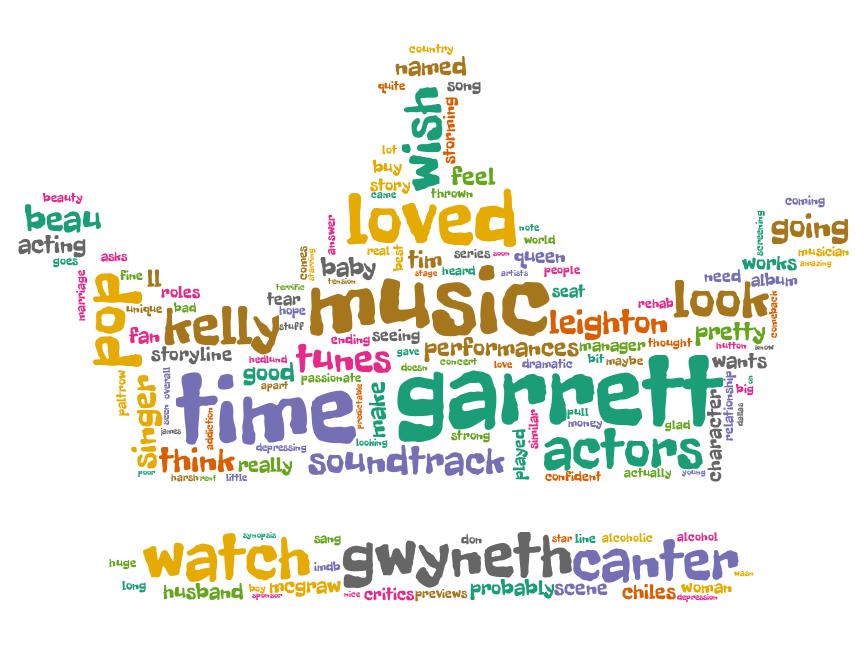 country
named
quite song
wish
storming
lot
buy
story
came
feel
thrown
loved
beauty
beau
acting
goes
asks
marriage
coming
screening
going
musician
works amazing
need album
answer
note
world
comes
starring
real
best
tim
stage
series soon queen
heard artists people
baby
tension
fine ll
roles
unique bad
pop
fan
kelly
terrific
tear
hope
stuff
music
seat
leighton
rehab
look
comeback
pretty
thought
manager
button snow
storyline
hedlund
tunes
ending seeing
gave
performances
concert
love dramatic
bit maybe
wants
good
apart
passionate
doesn
paltrow
singer
seen
overall
james
addiction
time
predictable
make
looking
garrett
character
relationship
dallas
s
big
depressing
strong
played
similar
pull
money
glad
actors
think really
soundtrack
poor
harsh rent little
confident
actually young
synopsis
sang
don
star line alcoholic alcohol
huge
watch
imdb
gwyneth
canter
wasn
long
husband
boy
sponsor
mcgraw
nice critics previews probably scene
chiles woman
depression